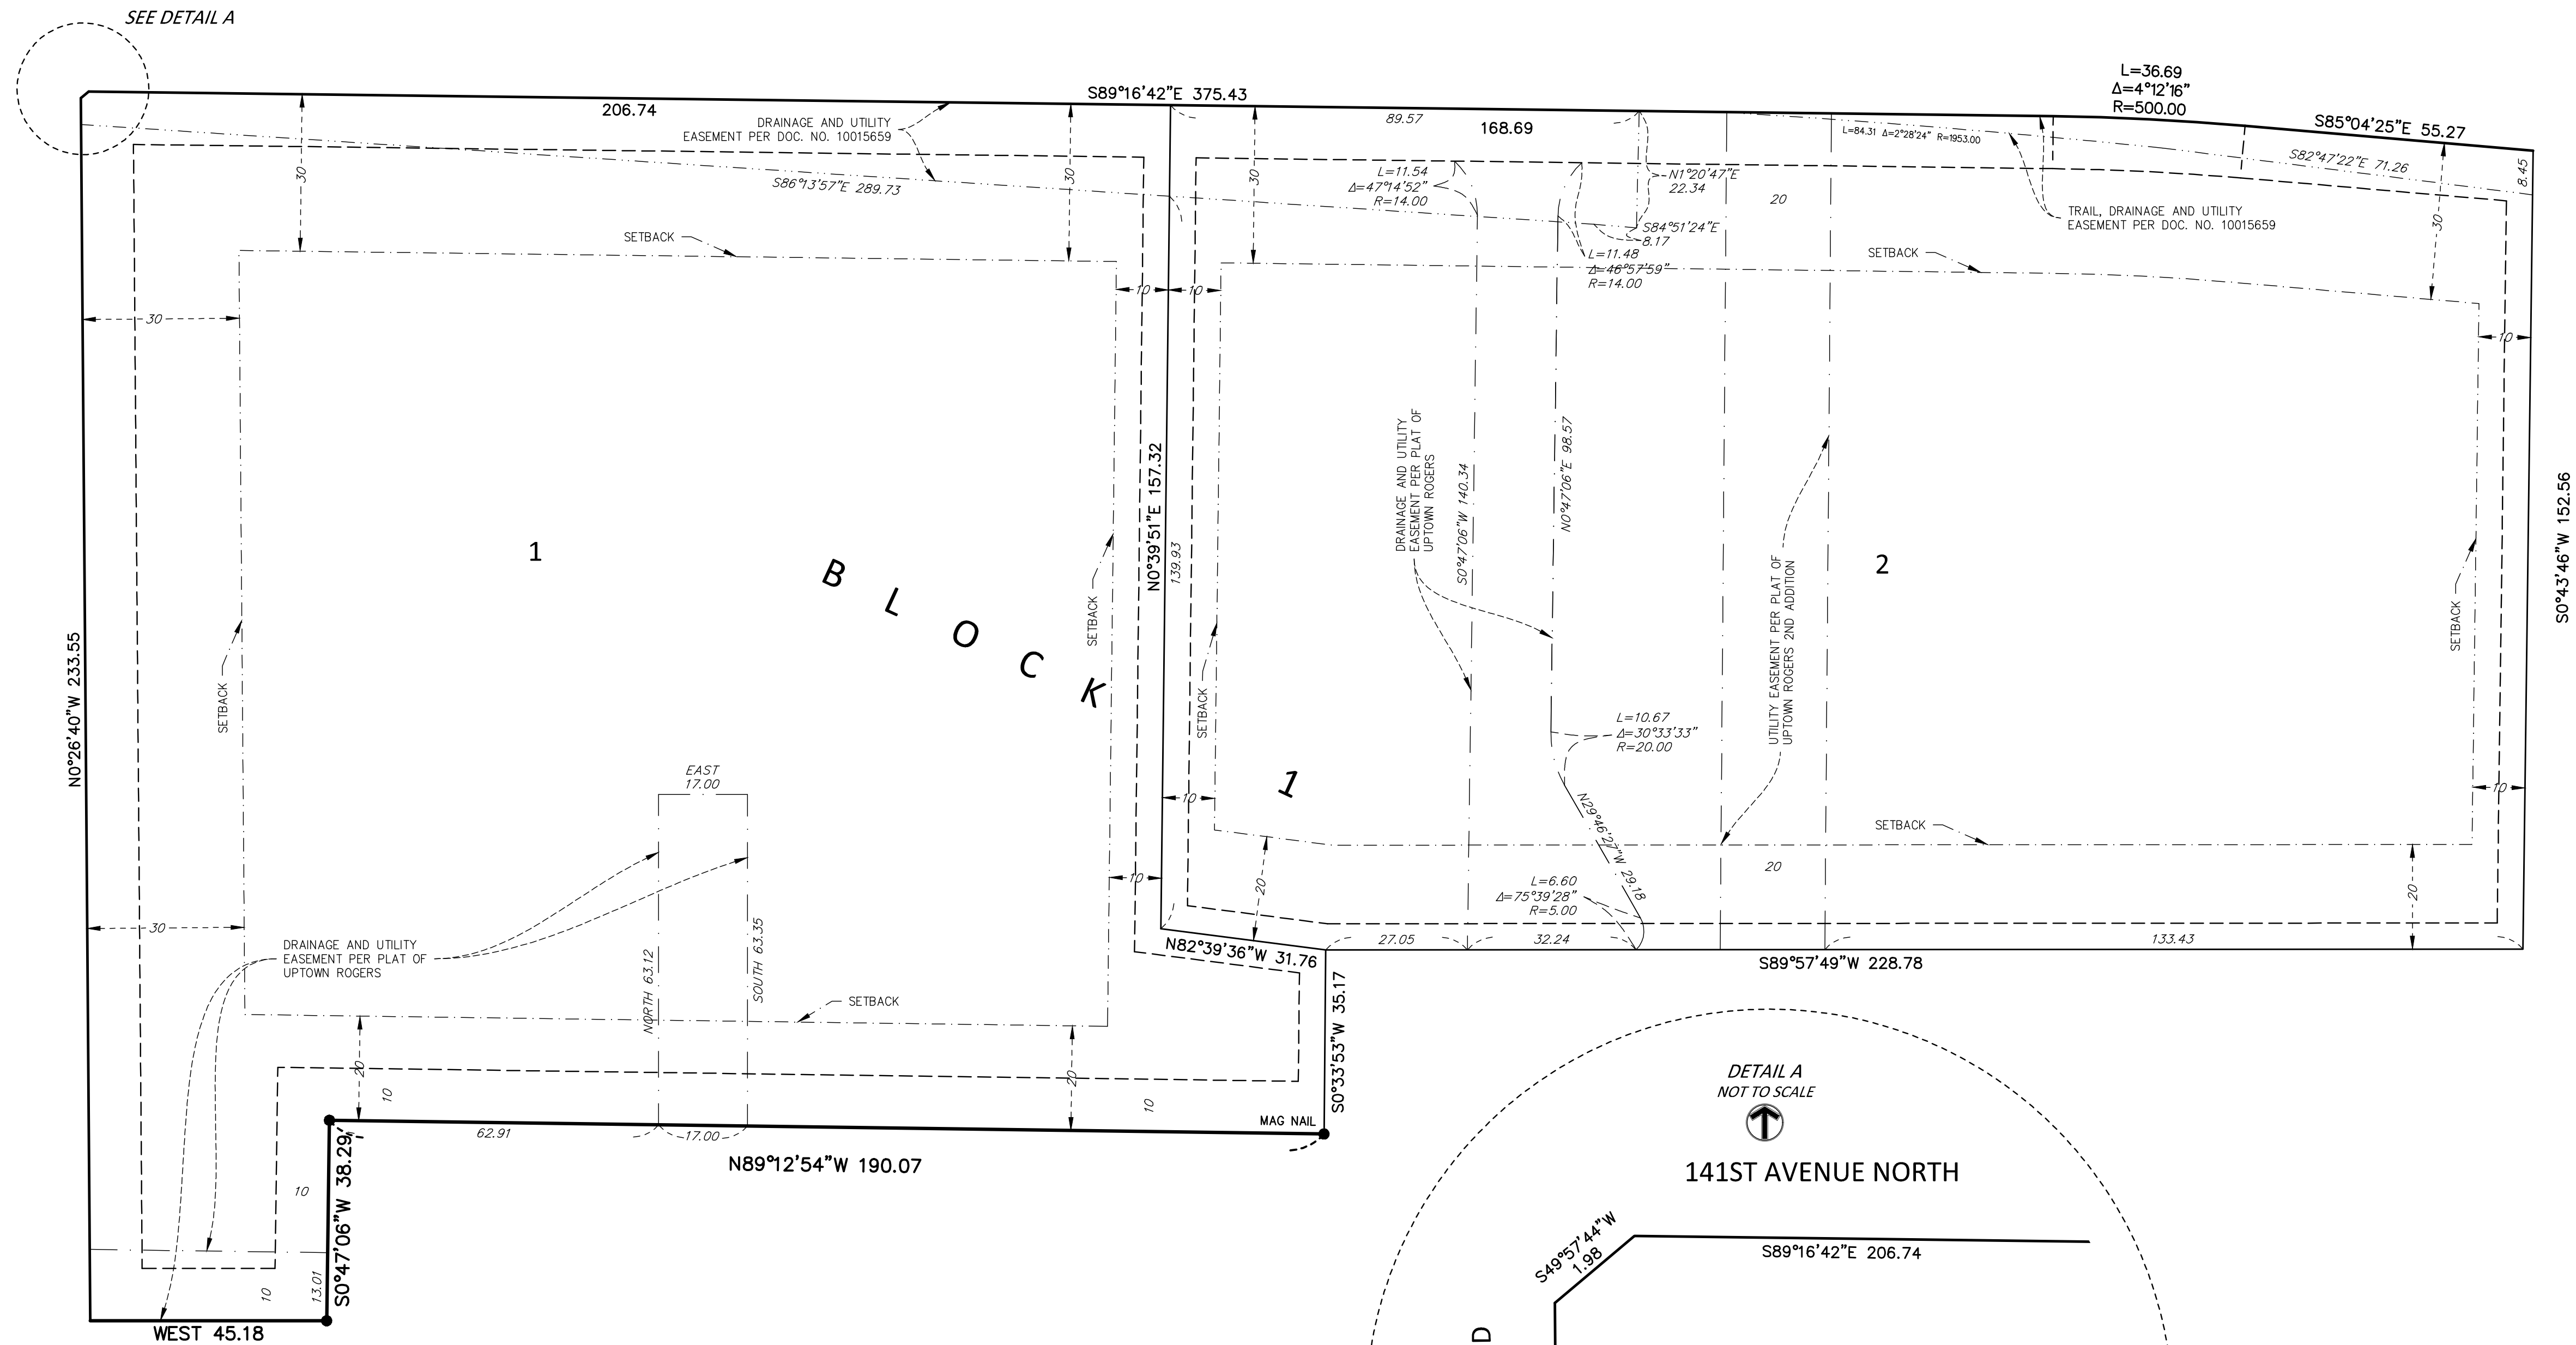 SEE DETAIL A
S89°16'42"E 375.43
206.74
DRAINAGE AND UTILITY
EASEMENT PER DOC. NO. 10015659
S86°13'57"E 289.73
30
30
SETBACK
30
10
10
89.57
168.69
L=36.69
Δ=4°12'16"
R=500.00
S85°04'25"E 55.27
L=84.31 Δ=2°28'24" R=1953.00
S82°47'22"E 71.26
8.45
L=11.54
Δ=47°14'52"
R=14.00
N1°20'47"E
22.34
20
S84°51'24"E
8.17
L=11.48
Δ=46°57'59"
R=14.00
30
TRAIL, DRAINAGE AND UTILITY
EASEMENT PER DOC. NO. 10015659
30
SETBACK
10
N0°26'40"W 233.55
SETBACK
1
BLOCK
SETBACK
N0°39'51"E 157.32
139.93
SETBACK
DRAINAGE AND UTILITY
EASEMENT PER PLAT OF
UPTOWN ROGERS
S0°47'06"W 140.34
N0°47'06"E 98.57
UTILITY EASEMENT PER PLAT OF
UPTOWN ROGERS 2ND ADDITION
2
SETBACK
S0°43'46"W 152.56
L=10.67
Δ=30°33'33"
R=20.00
EAST
17.00
1
10
10
N29°46'27"W 29.18
SETBACK
20
20
20
10
L=6.60
Δ=75°39'28"
R=5.00
30
DRAINAGE AND UTILITY
EASEMENT PER PLAT OF
UPTOWN ROGERS
NORTH 63.12
SOUTH 63.35
SETBACK
N82°39'36"W 31.76
27.05
32.24
133.43
S89°57'49"W 228.78
S0°33'53"W 35.17
20
10
20
10
MAG NAIL
62.91
17.00
N89°12'54"W 190.07
S0°47'06"W 38.29
10
10
13.01
WEST 45.18
DETAIL A
NOT TO SCALE
141ST AVENUE NORTH
S49°57'44"W
1.98
S89°16'42"E 206.74
D